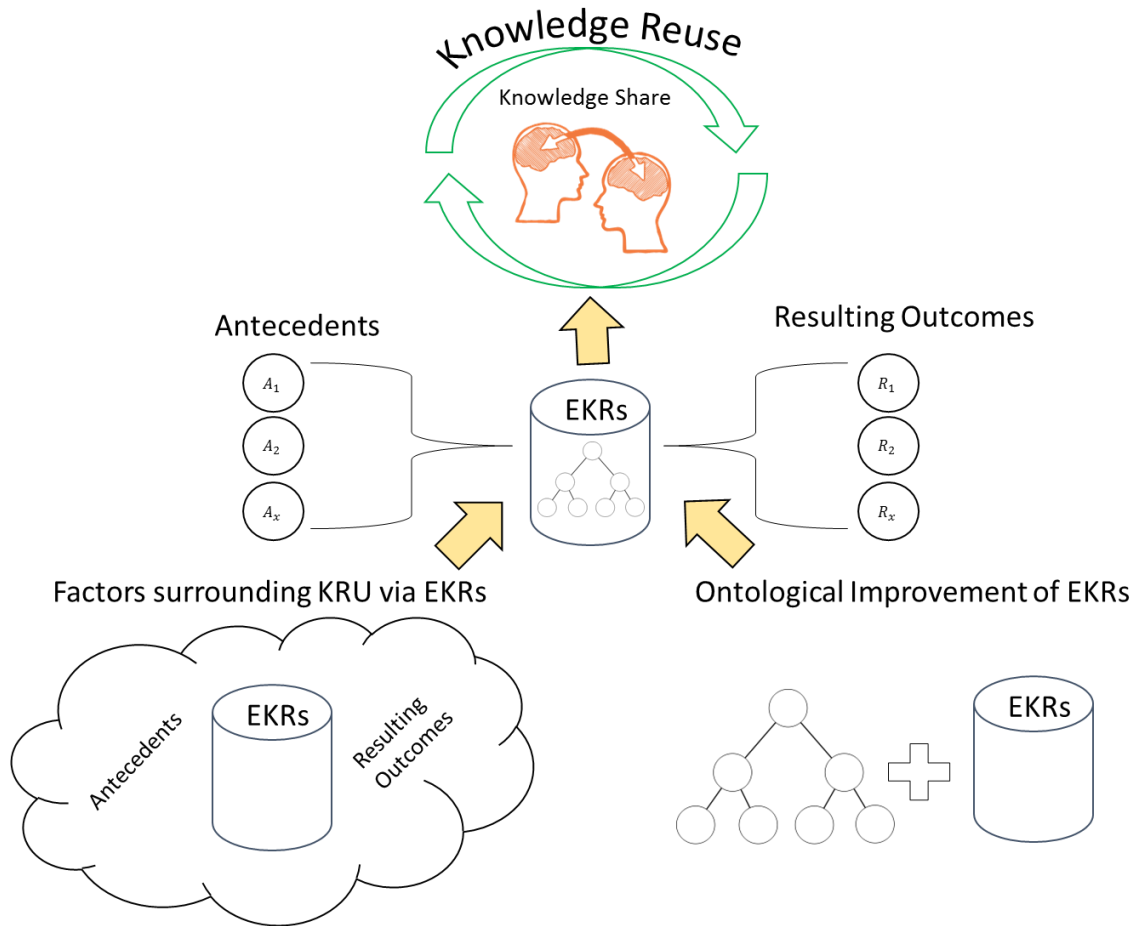 Knowledge Reuse
Knowledge Share
Antecedents
Resulting Outcomes
A₁
A₂
Aₓ
EKRs
R₁
R₂
Rₓ
Factors surrounding KRU via EKRs
Ontological Improvement of EKRs
Antecedents
EKRs
Resulting
Outcomes
EKRs